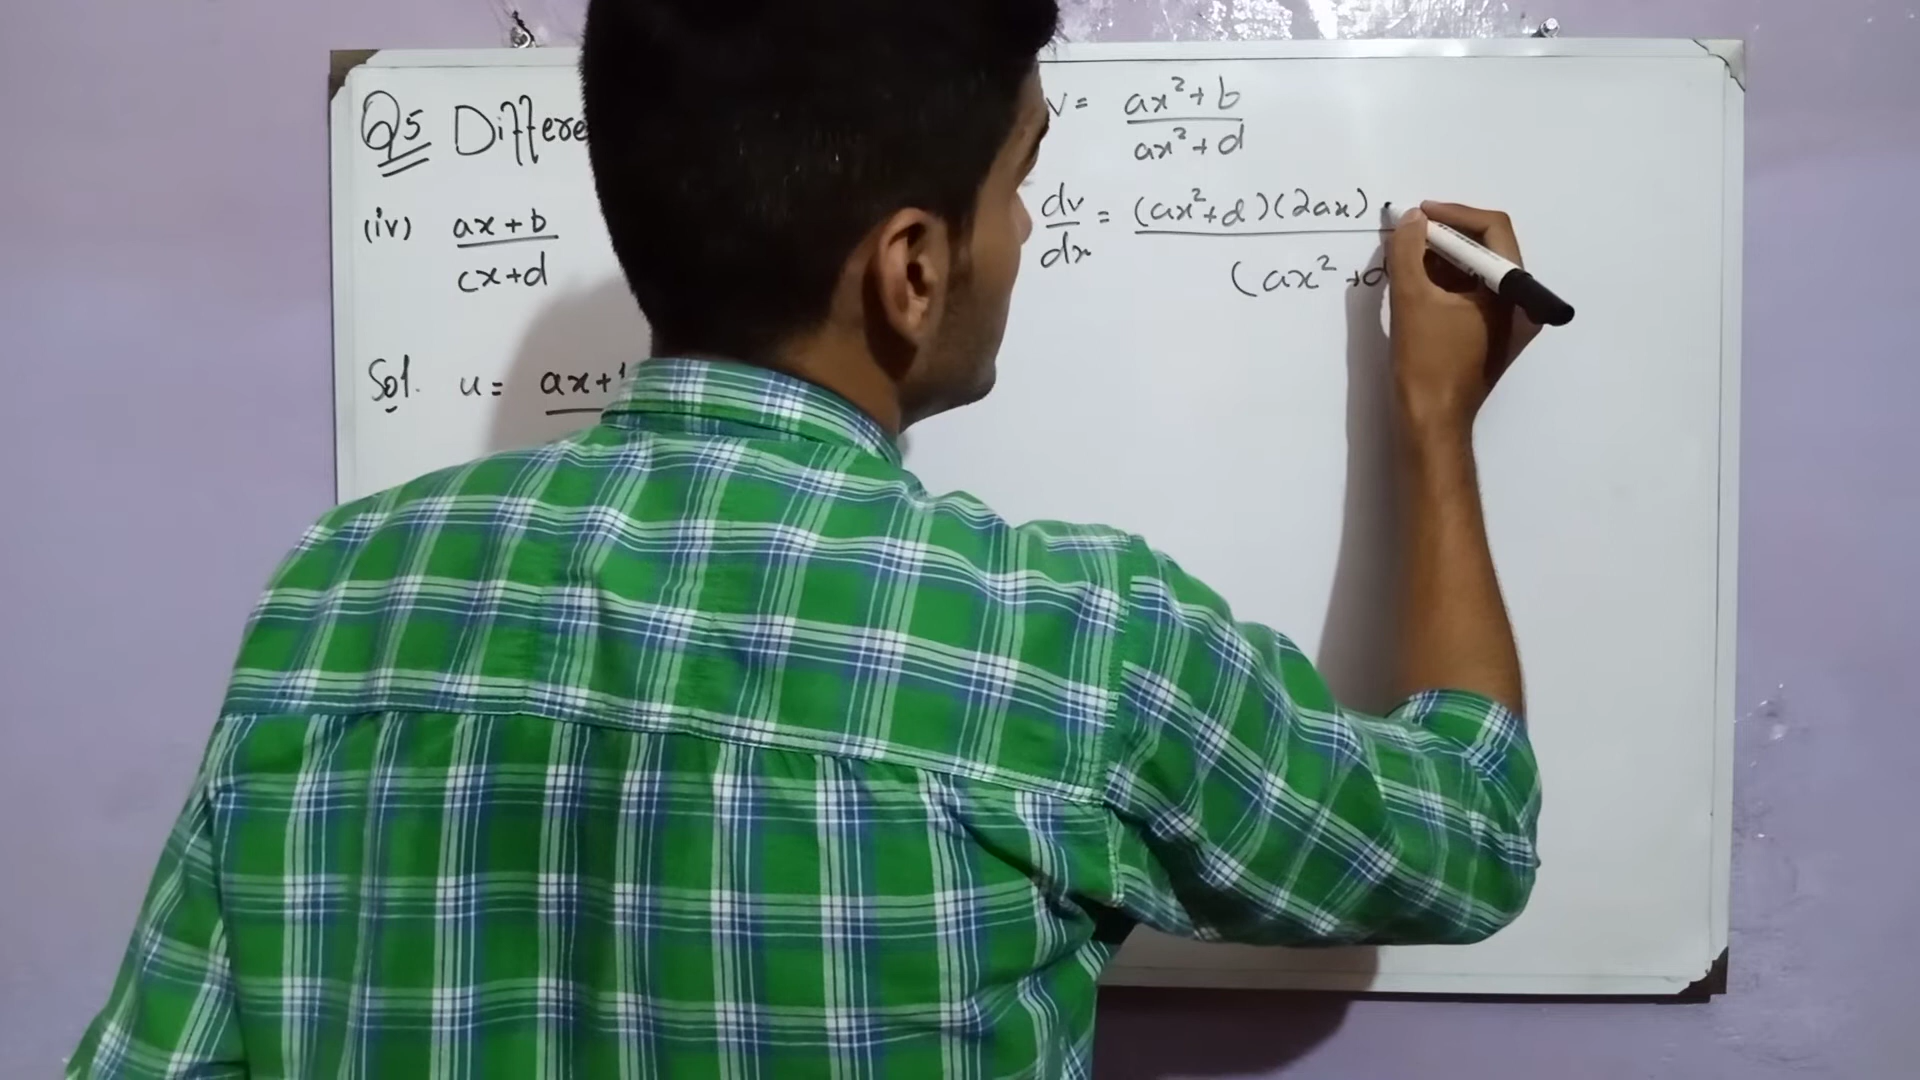 Q5 Differe
(iv) ax+b
cx+d
Sol. u = ax+
v = ax²+b
ax²+d
dv/dx = (ax²+d)(2ax)
(ax²+d